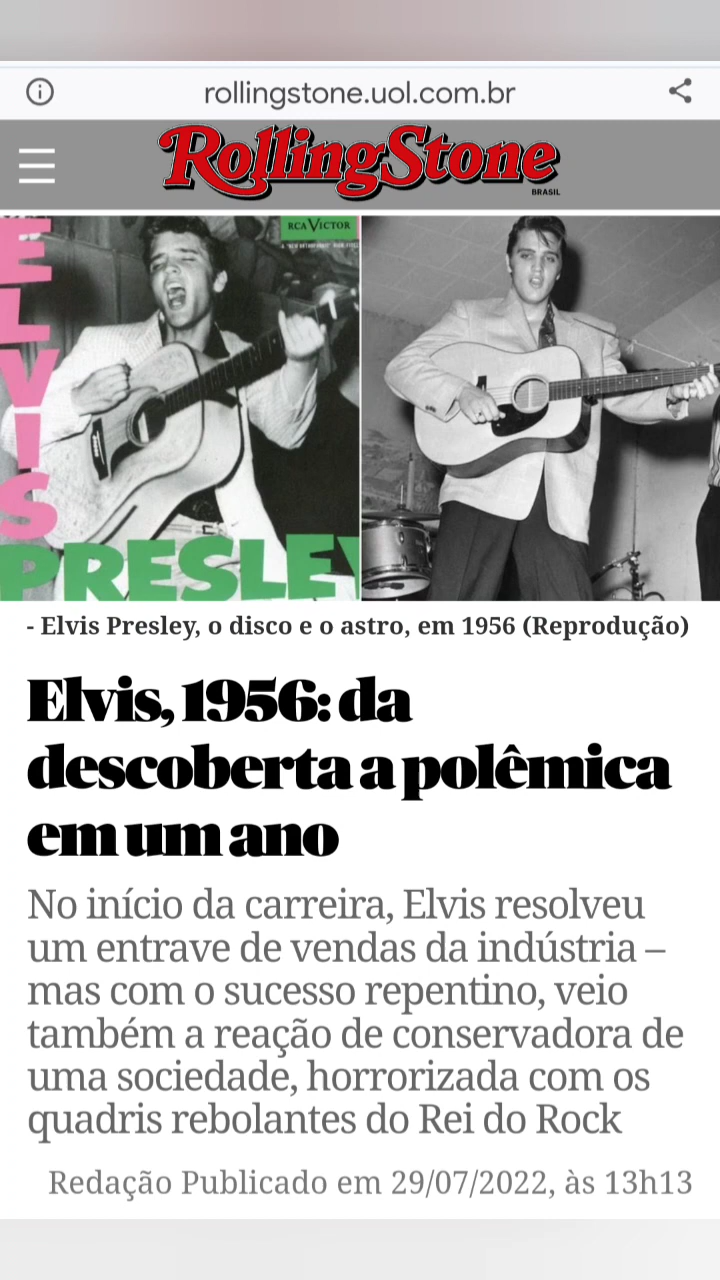 rollingstone.uol.com.br
RollingStone
BRASIL
ELVIS
PRESLEY
RCA VICTOR
- Elvis Presley, o disco e o astro, em 1956 (Reprodução)
Elvis, 1956: da
descoberta a polêmica
em um ano
No início da carreira, Elvis resolveu
um entrave de vendas da indústria –
mas com o sucesso repentino, veio
também a reação de conservadora de
uma sociedade, horrorizada com os
quadris rebolantes do Rei do Rock
Redação Publicado em 29/07/2022, às 13h13